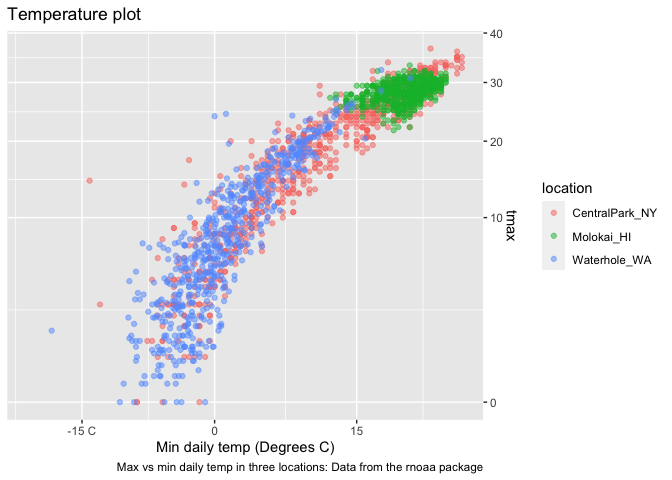 Temperature plot
40
30
20
10
0
tmax
-15 C
0
15
Min daily temp (Degrees C)
Max vs min daily temp in three locations: Data from the rnoaa package
location
CentralPark_NY
Molokai_HI
Waterhole_WA